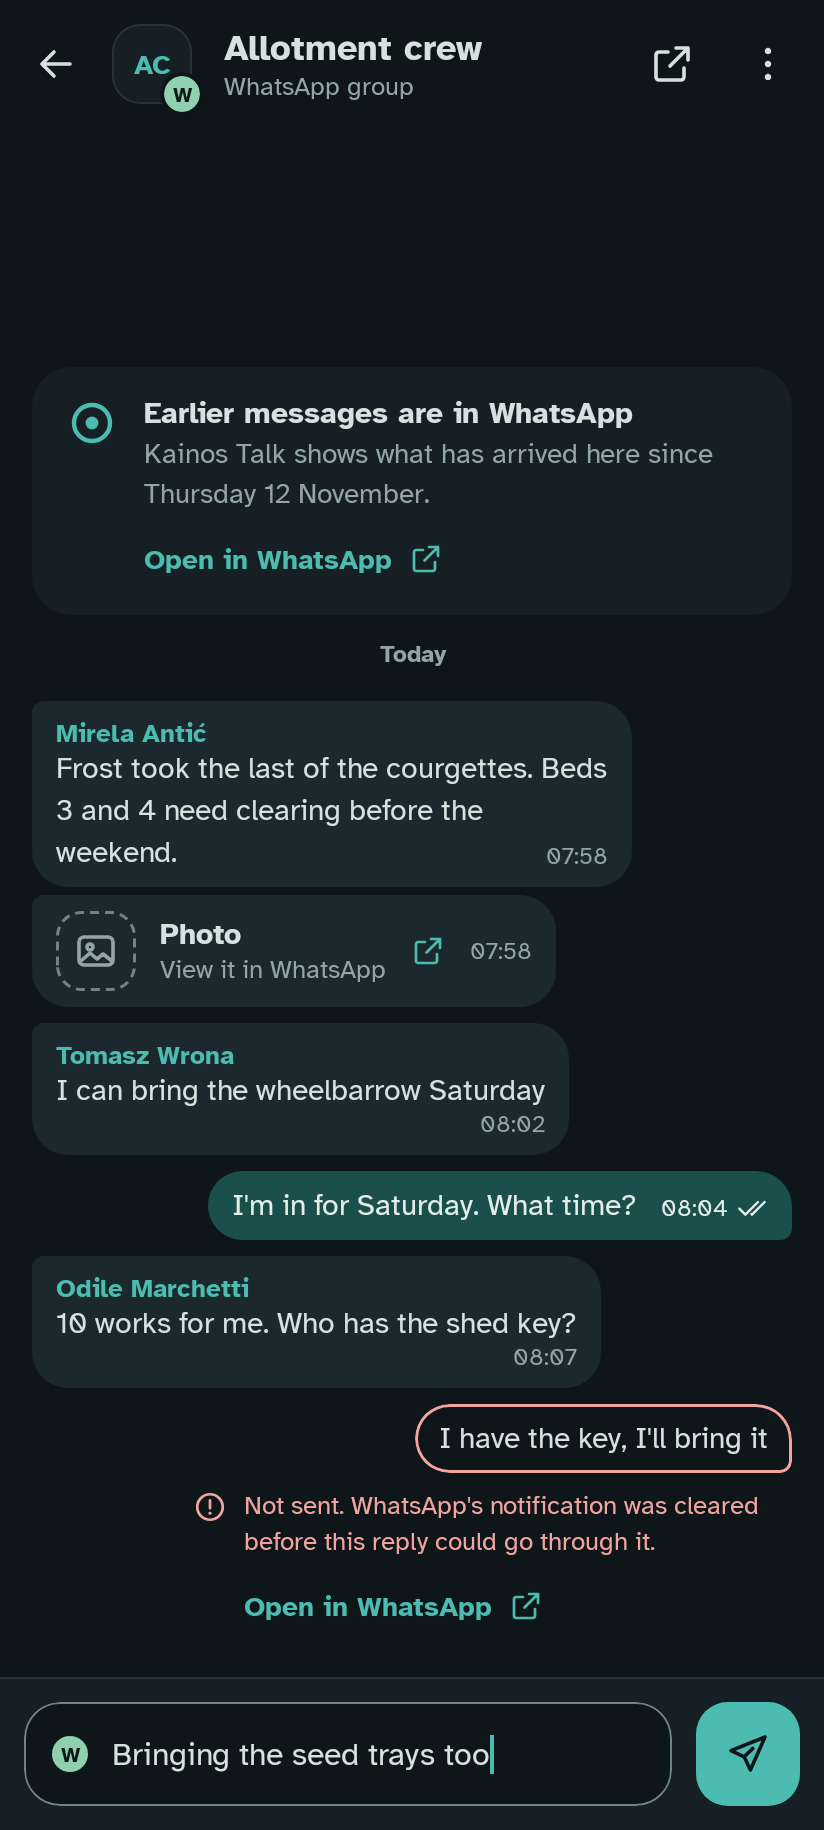 AC
W
Allotment crew
WhatsApp group
Earlier messages are in WhatsApp
Kainos Talk shows what has arrived here since
Thursday 12 November.
Open in WhatsApp
Today
Mirela Antić
Frost took the last of the courgettes. Beds
3 and 4 need clearing before the
weekend. 07:58
Photo
View it in WhatsApp 07:58
Tomasz Wrona
I can bring the wheelbarrow Saturday
08:02
I'm in for Saturday. What time? 08:04
Odile Marchetti
10 works for me. Who has the shed key?
08:07
I have the key, I'll bring it
Not sent. WhatsApp's notification was cleared
before this reply could go through it.
Open in WhatsApp
W Bringing the seed trays too